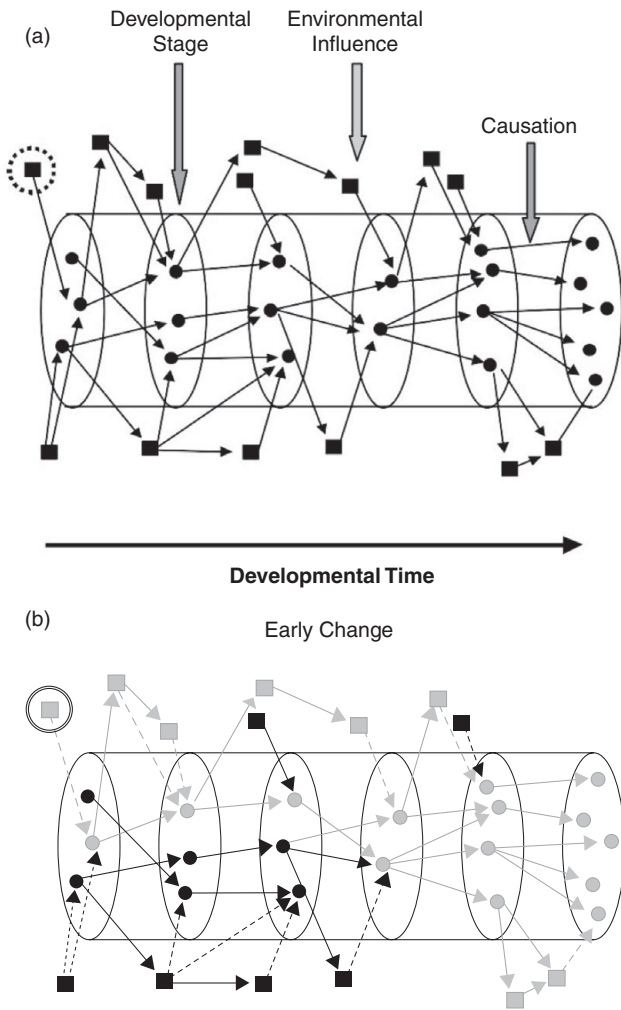 (a)
Developmental
Stage
Environmental
Influence
Causation
Developmental Time
(b)
Early Change